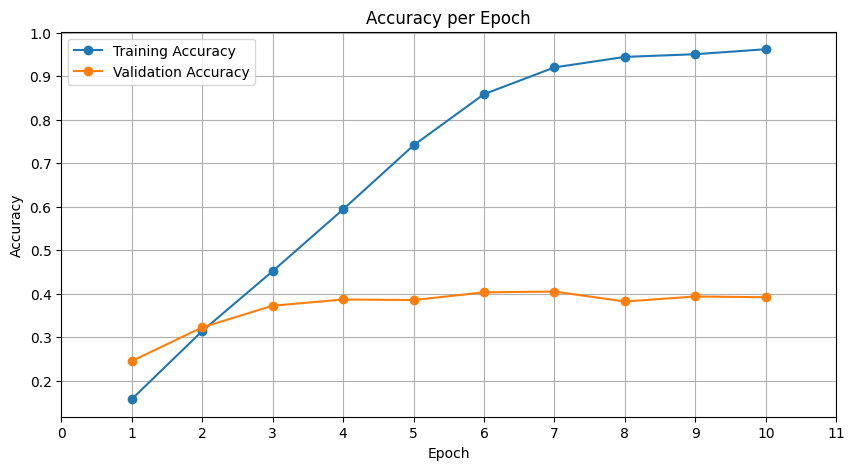 Accuracy per Epoch
Training Accuracy
Validation Accuracy
1.0
0.9
0.8
0.7
0.6
0.5
0.4
0.3
0.2
Accuracy
0 1 2 3 4 5 6 7 8 9 10 11
Epoch